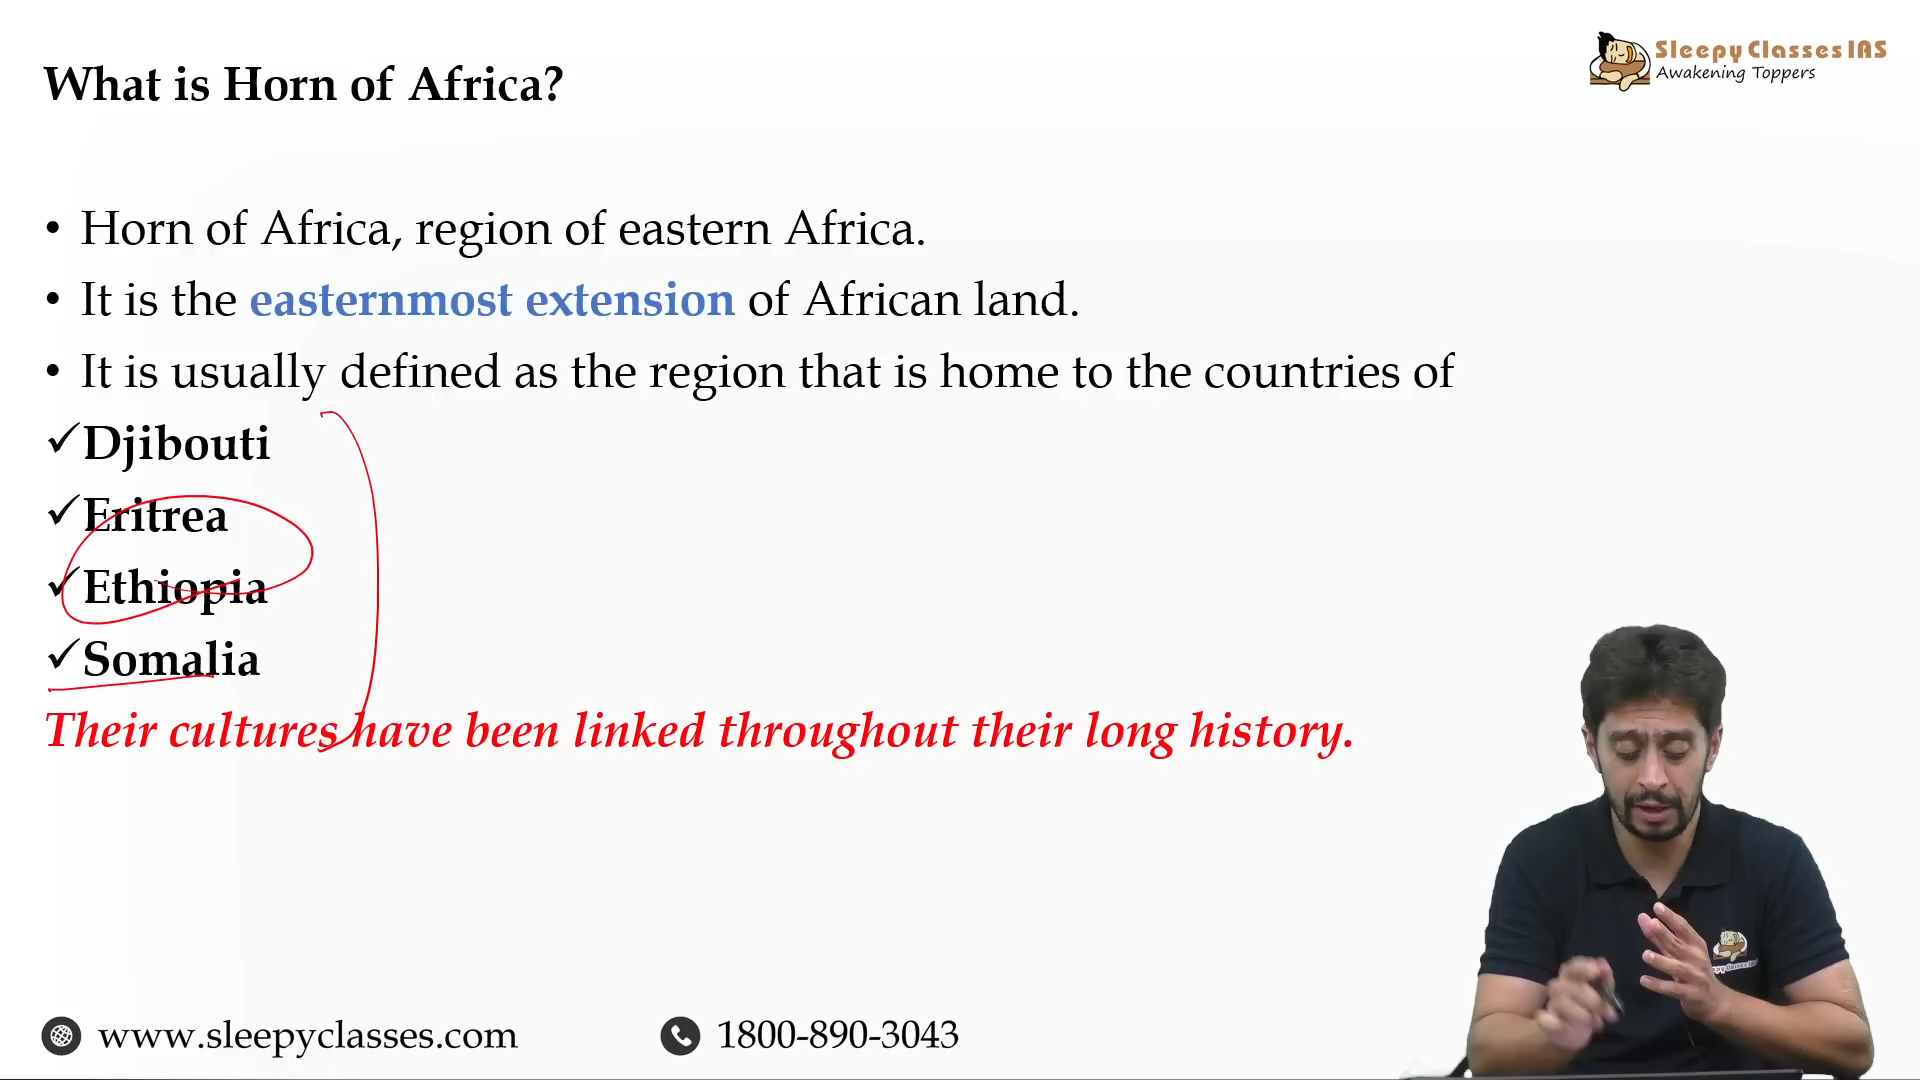 What is Horn of Africa?
Sleepy Classes IAS
Awakening Toppers
• Horn of Africa, region of eastern Africa.
• It is the easternmost extension of African land.
• It is usually defined as the region that is home to the countries of
✓Djibouti
✓Eritrea
✓Ethiopia
✓Somalia
Their cultures have been linked throughout their long history.
www.sleepyclasses.com
1800-890-3043